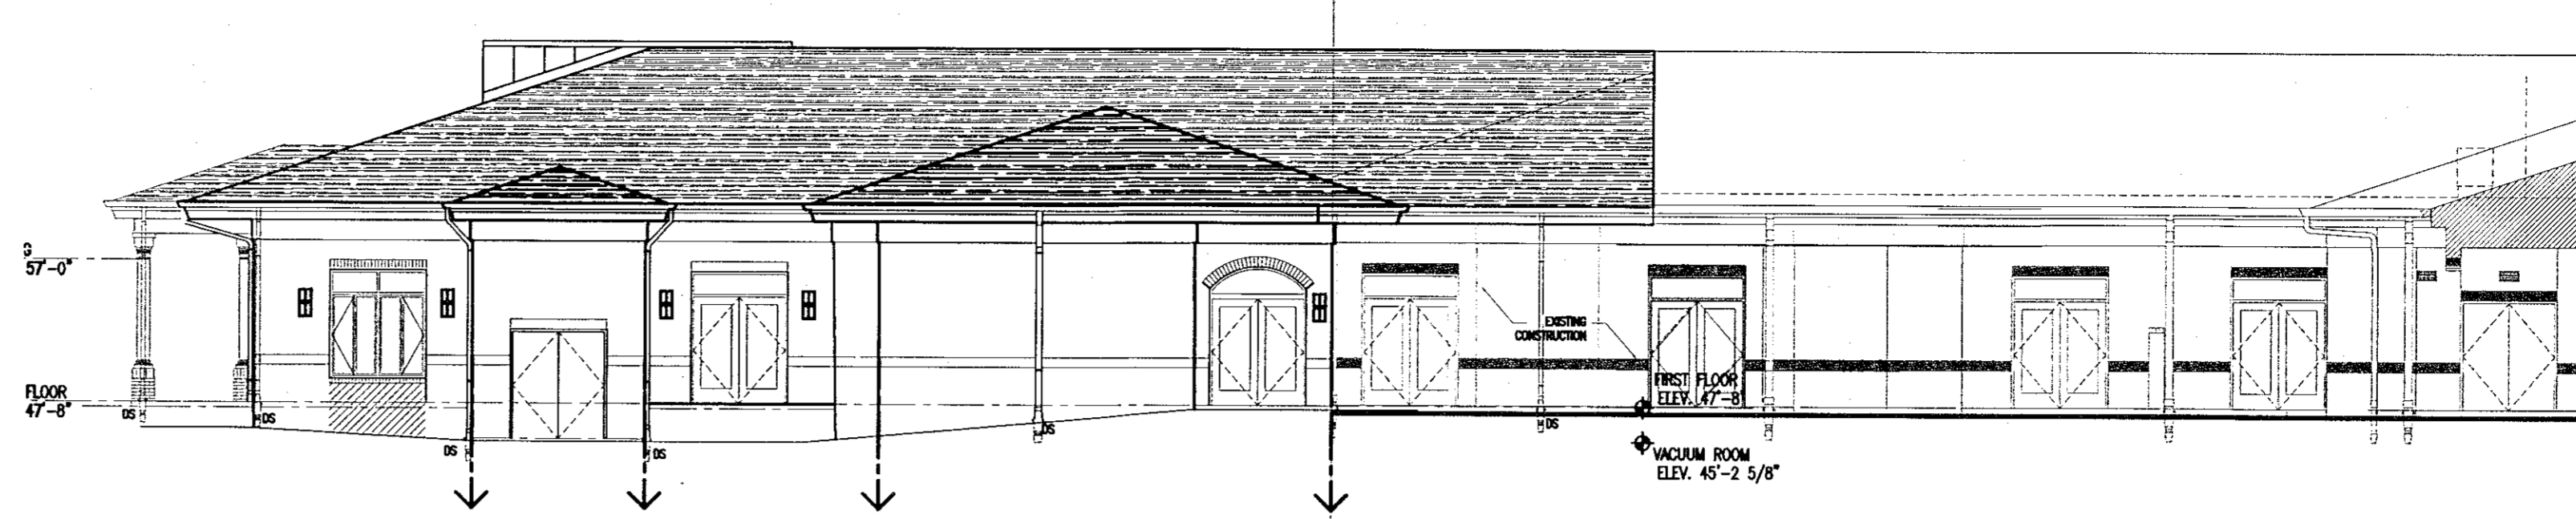 57'-0"
FLOOR
47'-8"
DS
DS
DS
DS
DS
DS
EXISTING
CONSTRUCTION
FIRST FLOOR
ELEV. 47'-8"
VACUUM ROOM
ELEV. 45'-2 5/8"